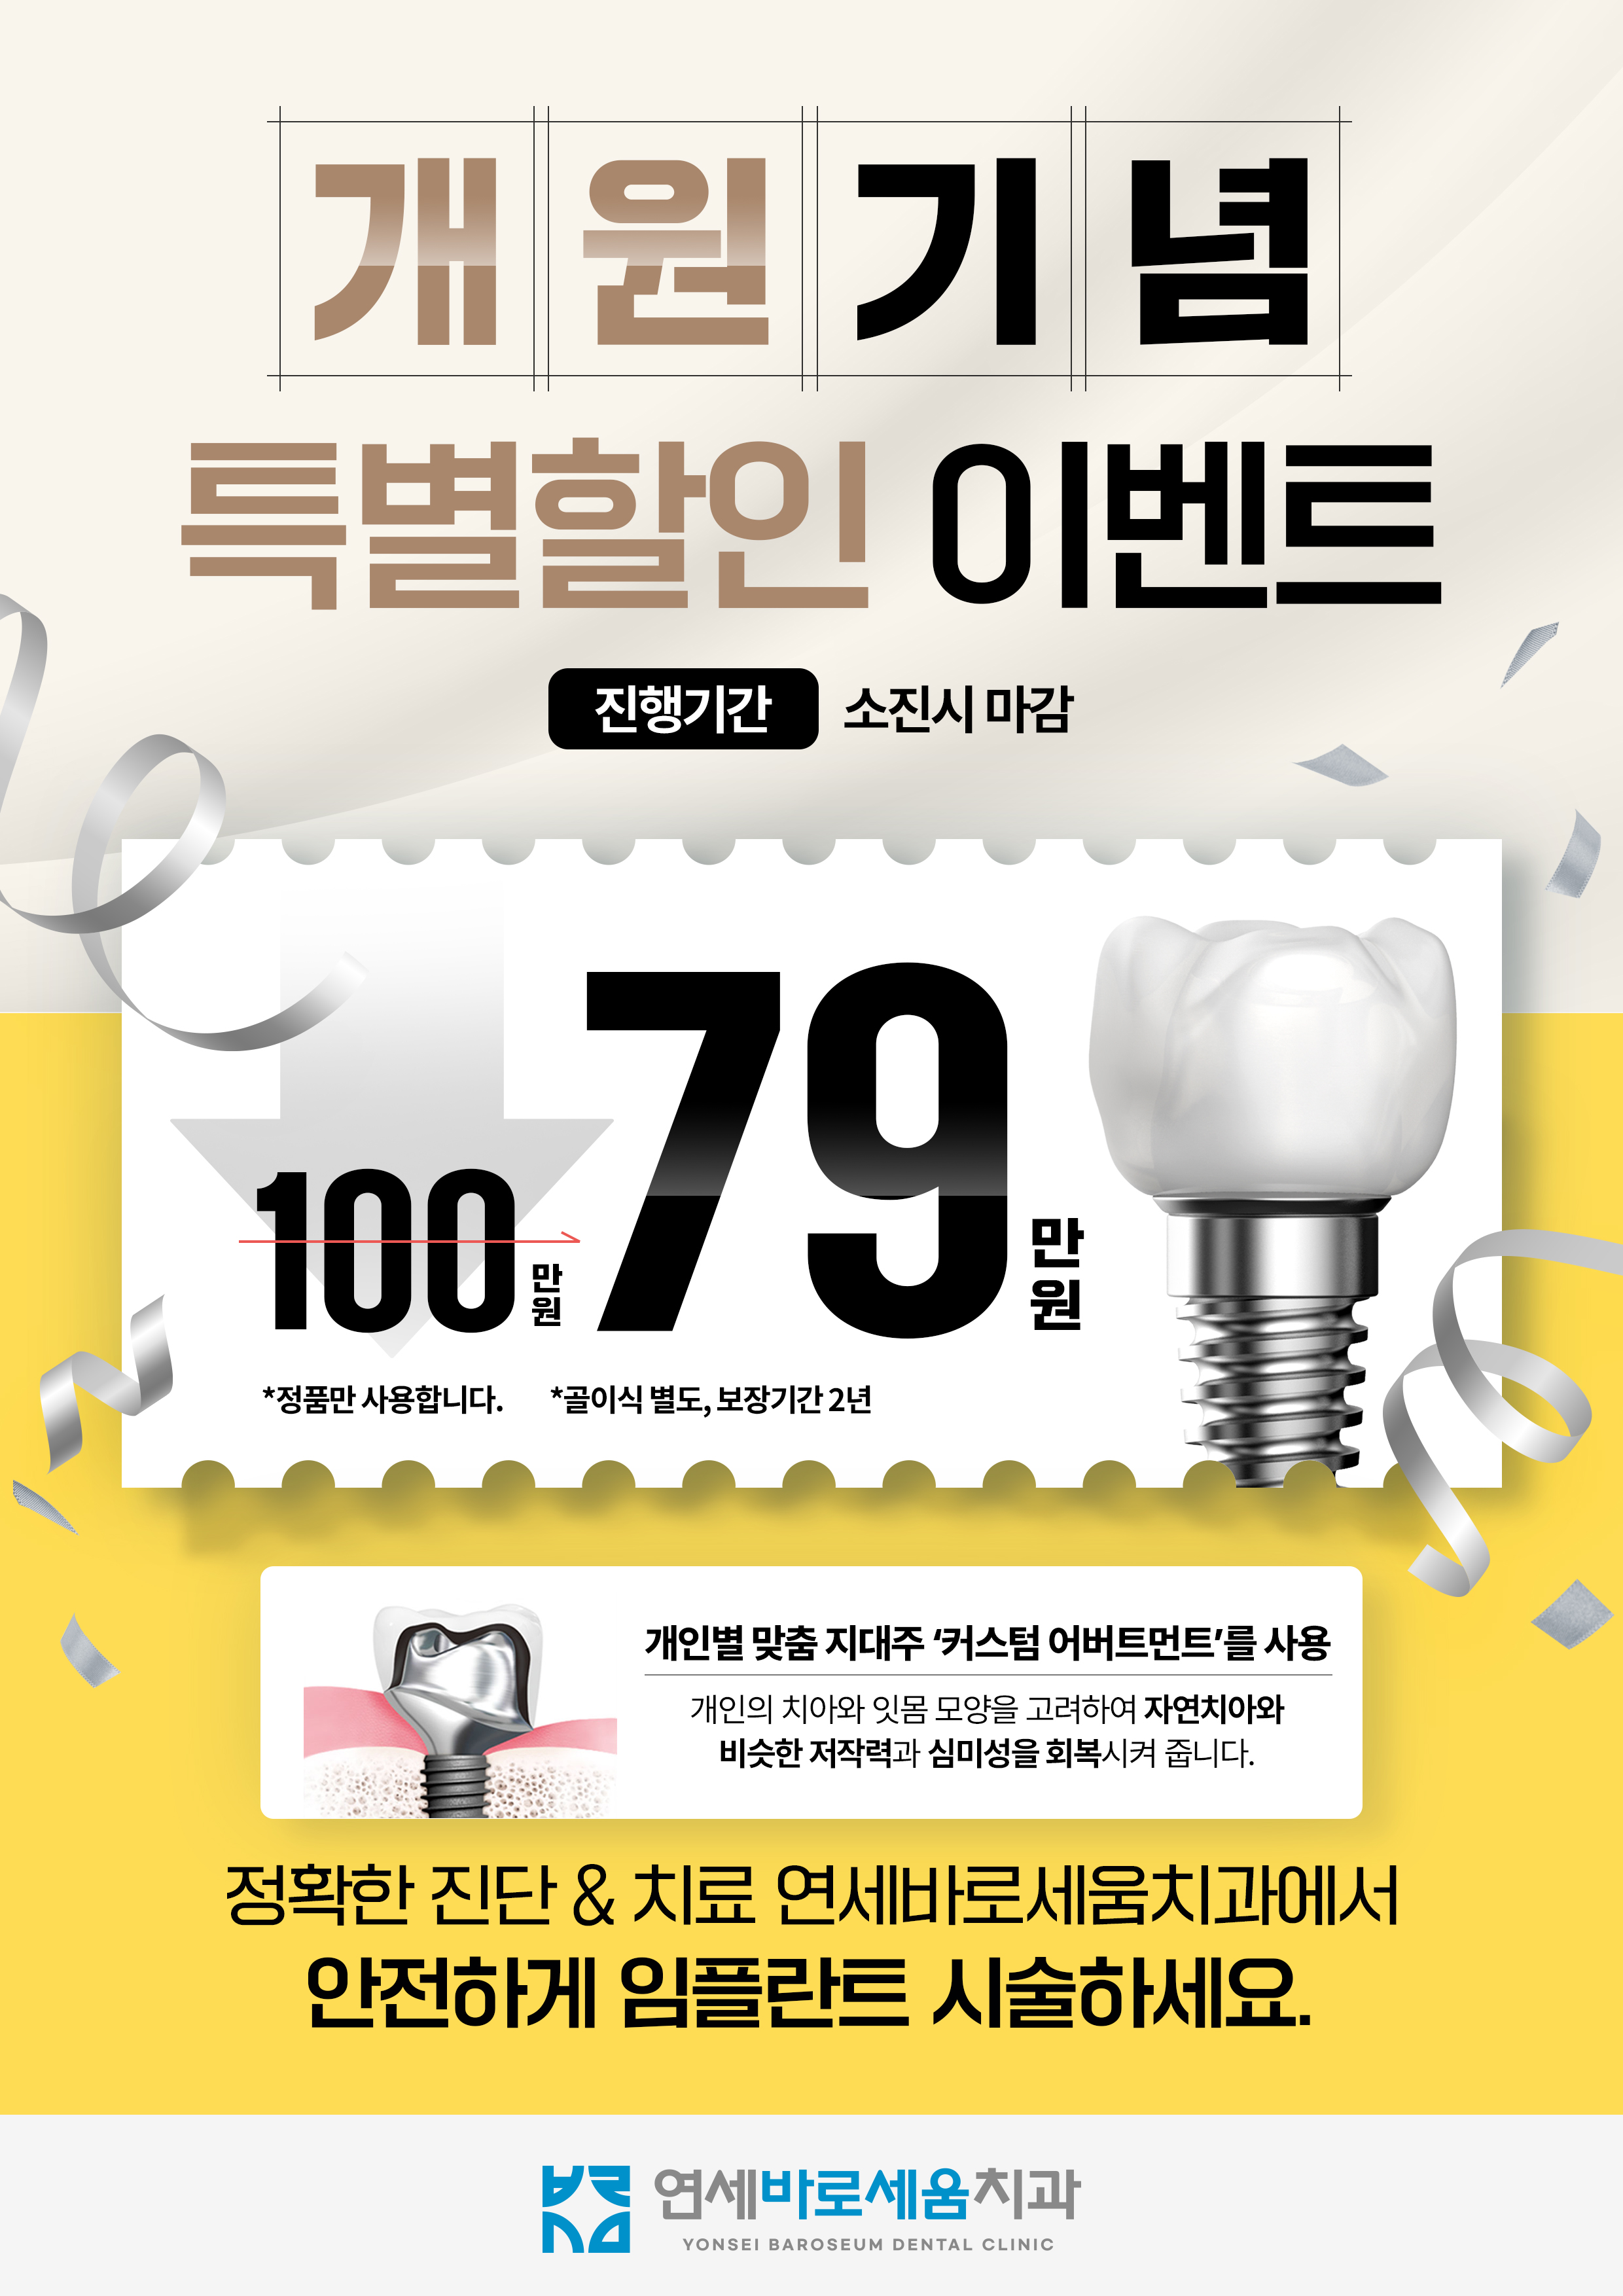 개원기념
특별할인 이벤트
진행기간 소진시 마감
100만원 79만원
*정품만 사용합니다. *골이식 별도, 보장기간 2년
개인별 맞춤 지대주 ‘커스텀 어버트먼트’를 사용
개인의 치아와 잇몸 모양을 고려하여 자연치아와
비슷한 저작력과 심미성을 회복시켜 줍니다.
정확한 진단 & 치료 연세바로세움치과에서
안전하게 임플란트 시술하세요.
연세바로세움치과
YONSEI BAROSEUM DENTAL CLINIC